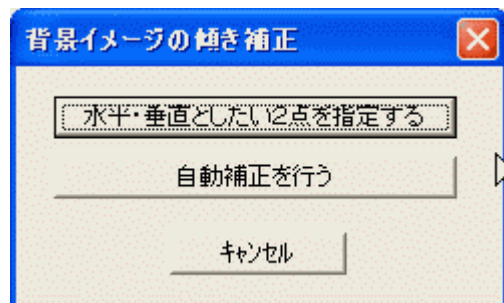 背景イメージの傾き補正
水平・垂直としたい2点を指定する
自動補正を行う
キャンセル